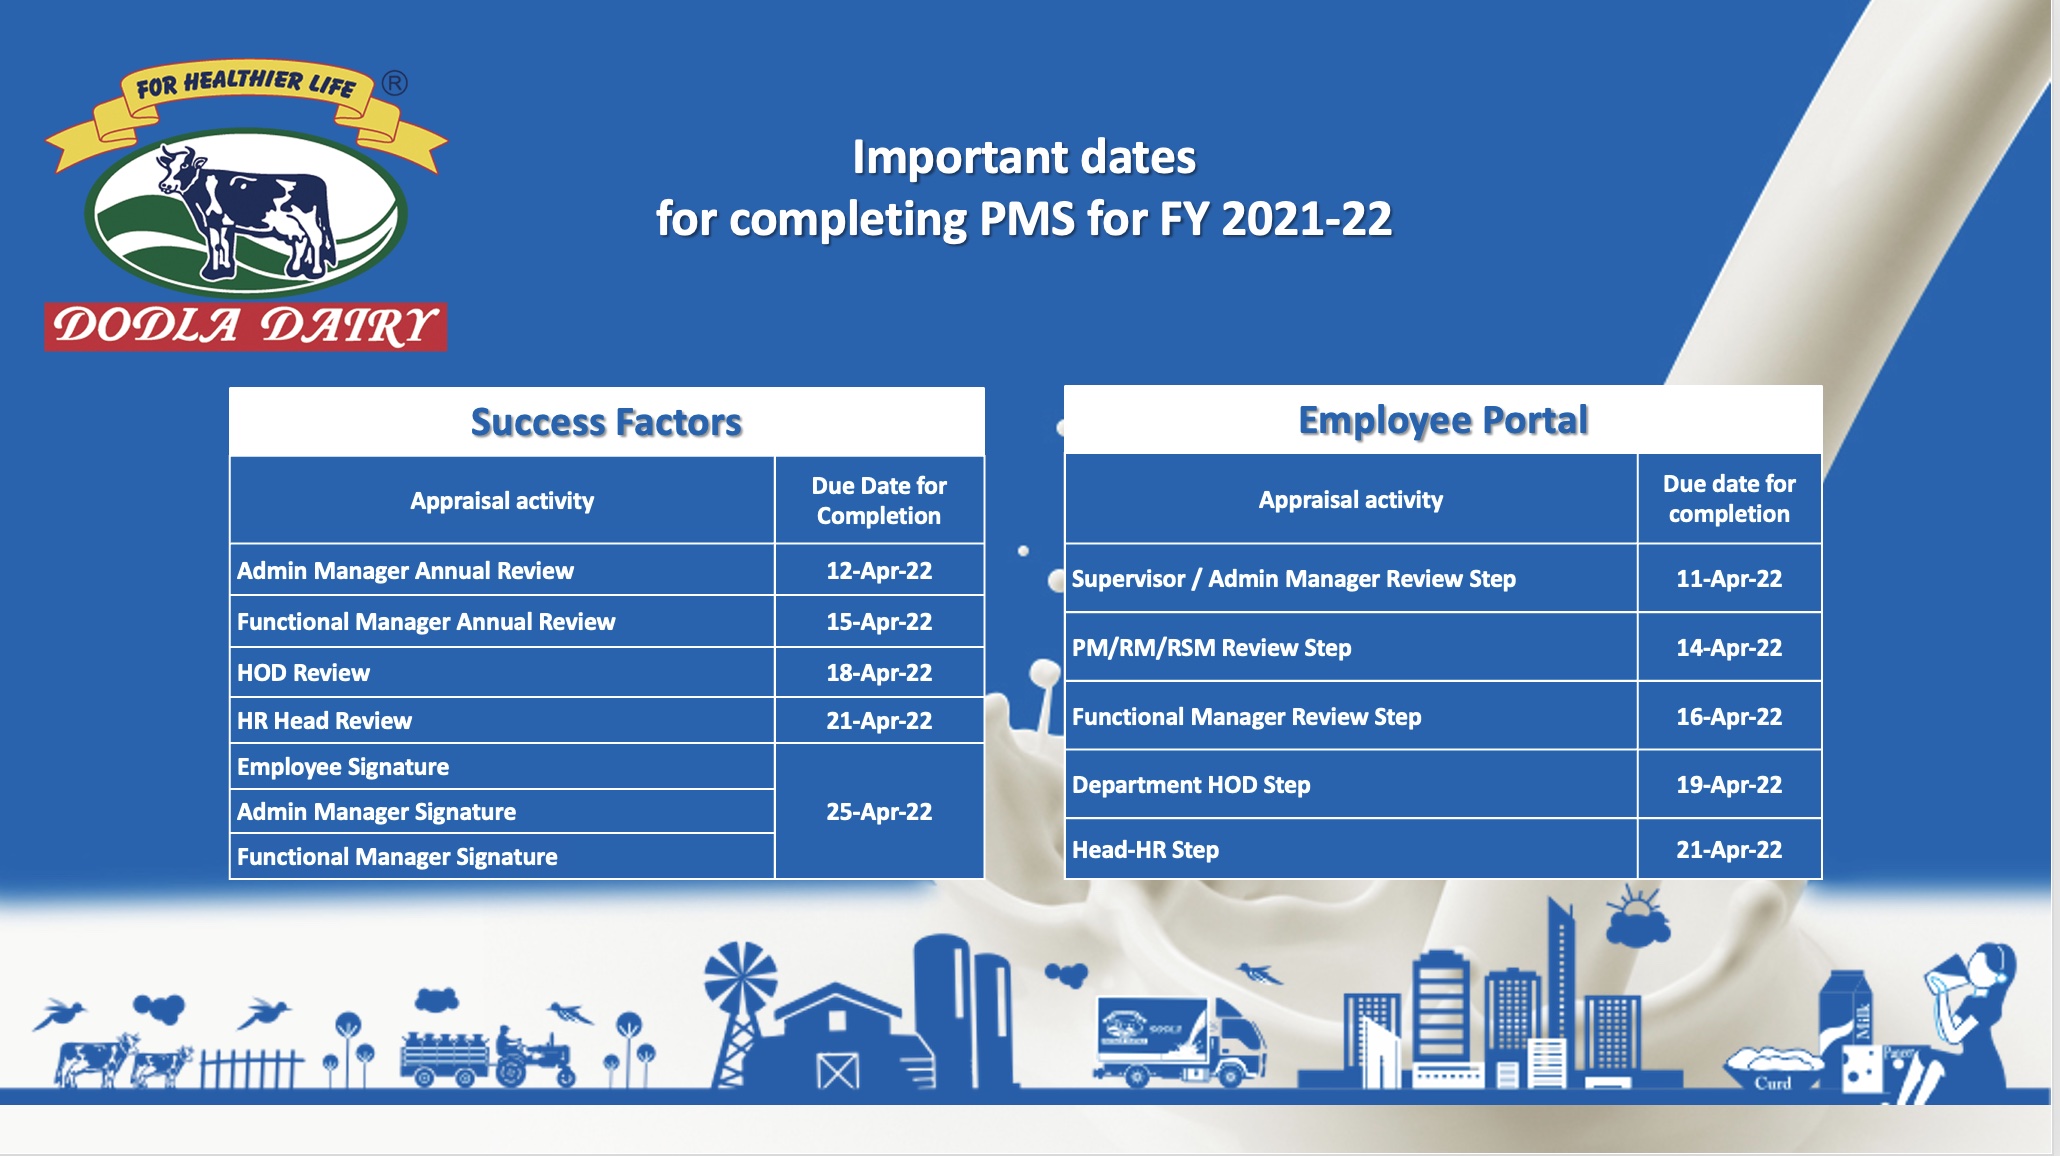 FOR HEALTHIER LIFE ®
DODLA DAIRY
Important dates
for completing PMS for FY 2021-22
Success Factors
Appraisal activity
Due Date for
Completion
Admin Manager Annual Review 12-Apr-22
Functional Manager Annual Review 15-Apr-22
HOD Review 18-Apr-22
HR Head Review 21-Apr-22
Employee Signature
Admin Manager Signature 25-Apr-22
Functional Manager Signature
Employee Portal
Appraisal activity
Due date for
completion
Supervisor / Admin Manager Review Step 11-Apr-22
PM/RM/RSM Review Step 14-Apr-22
Functional Manager Review Step 16-Apr-22
Department HOD Step 19-Apr-22
Head-HR Step 21-Apr-22
Milk
Curd